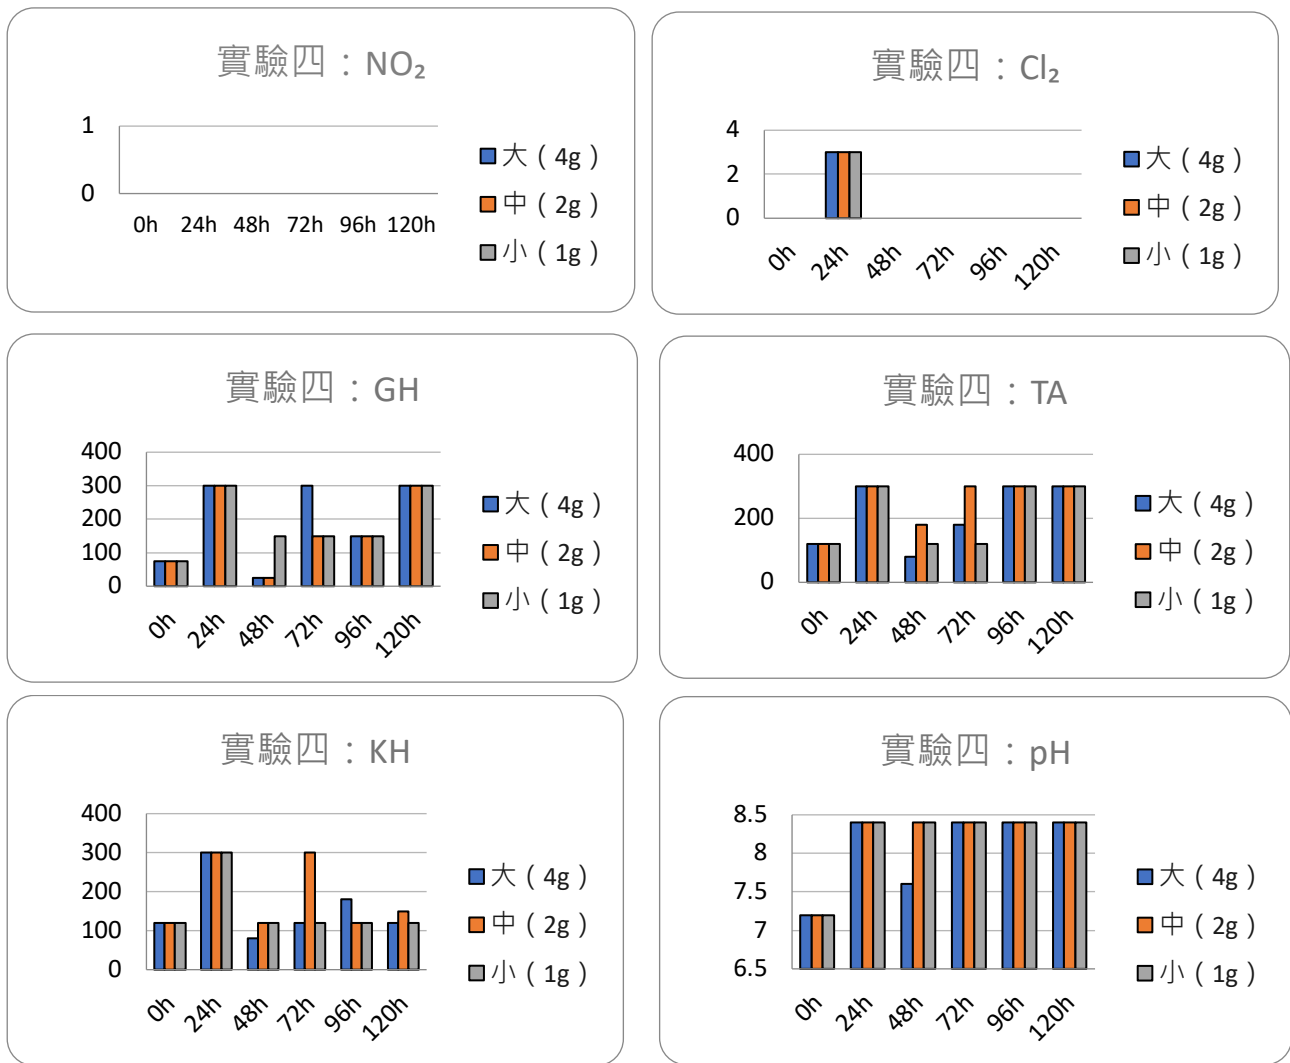 實驗四：NO₂
1
0
0h 24h 48h 72h 96h 120h
大（4g）
中（2g）
小（1g）
實驗四：Cl₂
4
2
0
0h 24h 48h 72h 96h 120h
大（4g）
中（2g）
小（1g）
實驗四：GH
400
300
200
100
0
0h 24h 48h 72h 96h 120h
大（4g）
中（2g）
小（1g）
實驗四：TA
400
200
0
0h 24h 48h 72h 96h 120h
大（4g）
中（2g）
小（1g）
實驗四：KH
400
300
200
100
0
0h 24h 48h 72h 96h 120h
大（4g）
中（2g）
小（1g）
實驗四：pH
8.5
8
7.5
7
6.5
0h 24h 48h 72h 96h 120h
大（4g）
中（2g）
小（1g）